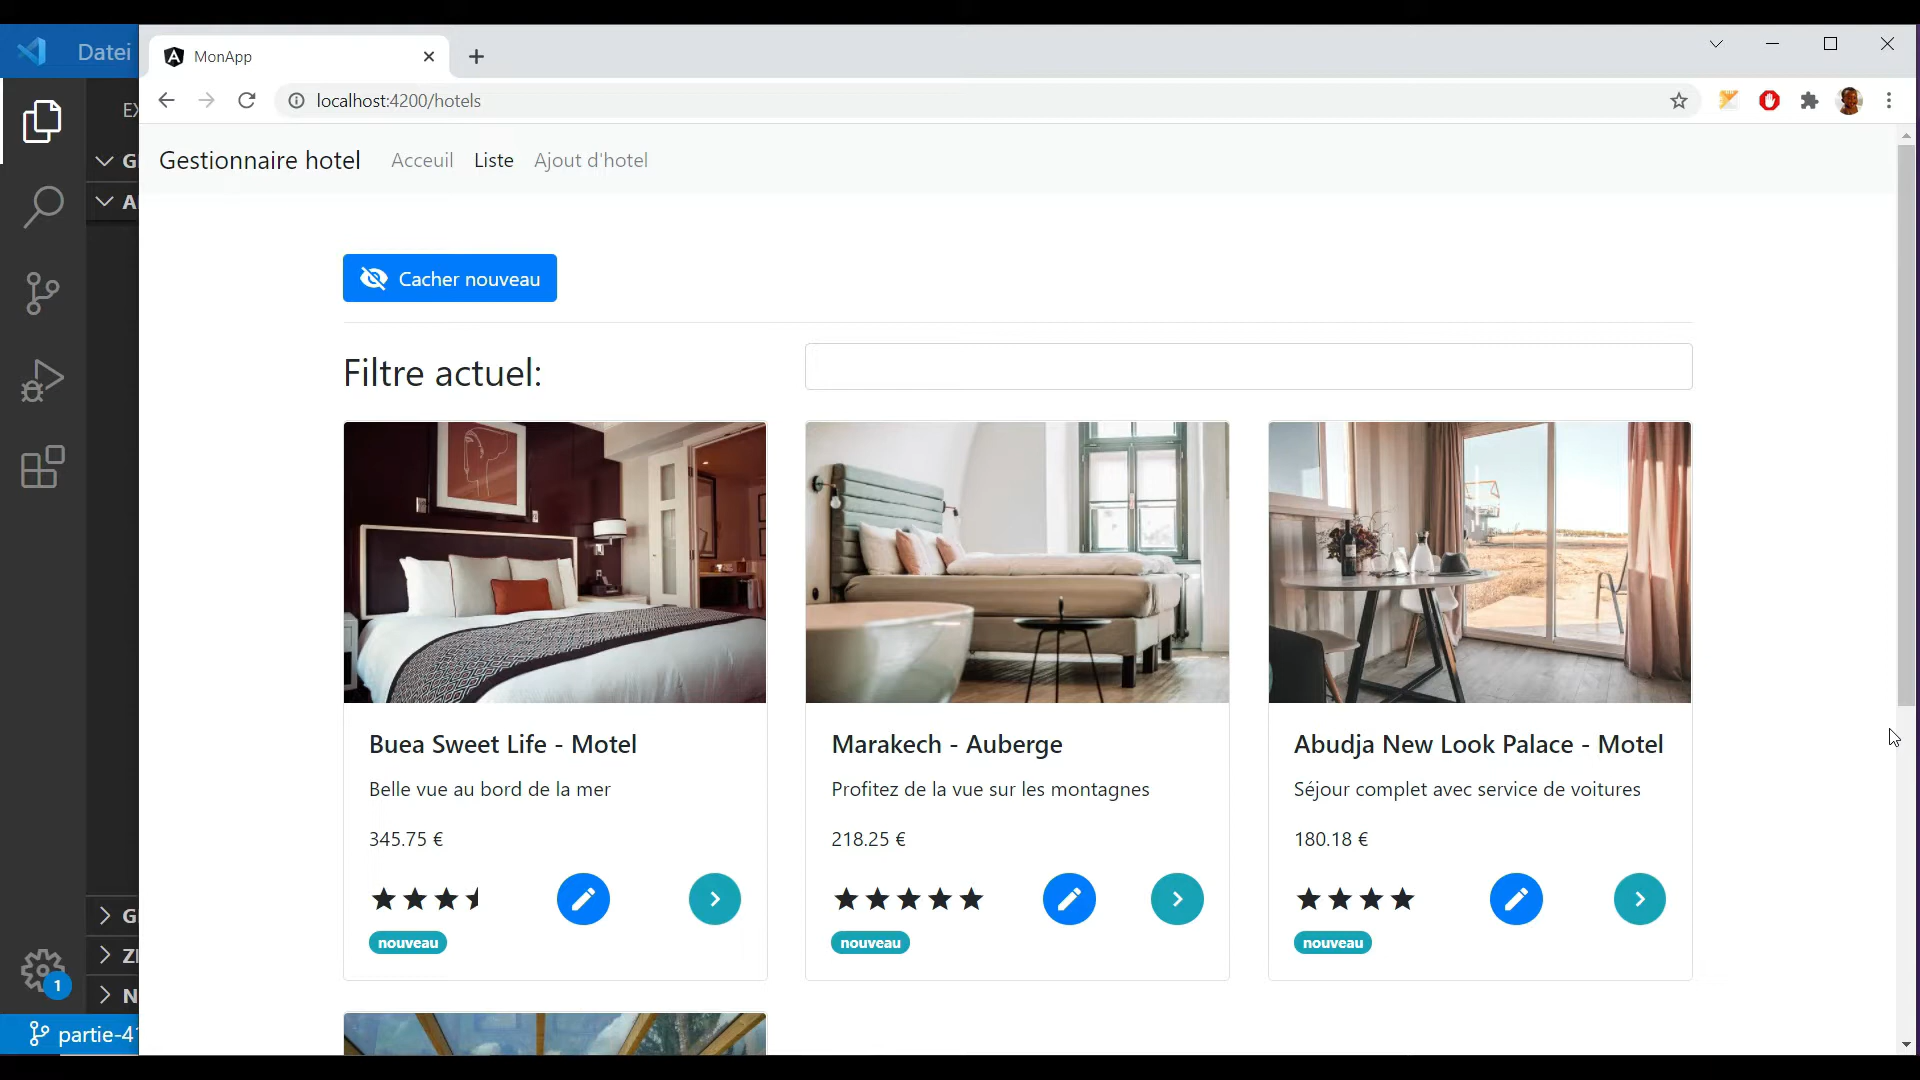 Datei
MonApp
localhost:4200/hotels
EX
G
A
Gestionnaire hotel Acceuil Liste Ajout d'hotel
Cacher nouveau
Filtre actuel:
Buea Sweet Life - Motel
Belle vue au bord de la mer
345.75 €
nouveau
Marakech - Auberge
Profitez de la vue sur les montagnes
218.25 €
nouveau
Abudja New Look Palace - Motel
Séjour complet avec service de voitures
180.18 €
nouveau
G
N
1
partie-41